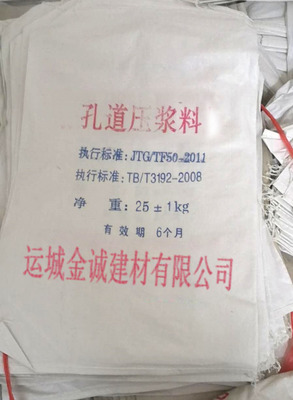 孔道压浆料
执行标准: JTG/TF50-2011
执行标准: TB/T3192-2008
净 重: 25±1kg
有效期 6个月
运城金诚建材有限公司